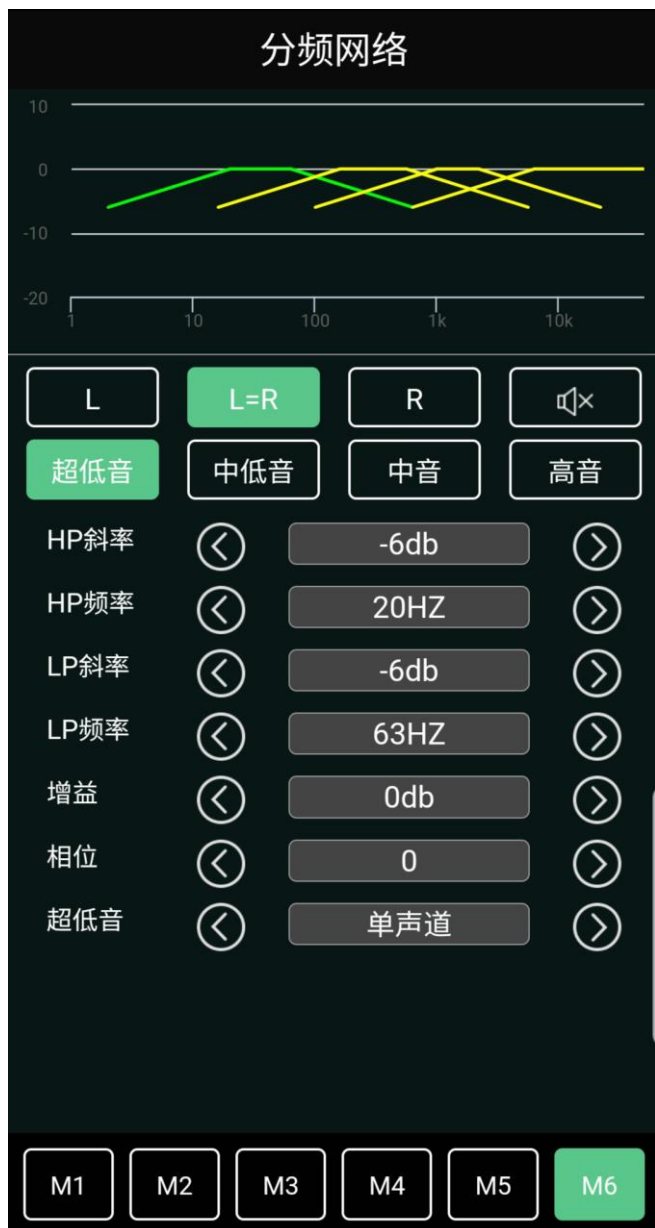 分频网络
10
0
-10
-20
1 10 100 1k 10k
L L=R R
超低音 中低音 中音 高音
HP斜率 -6db
HP频率 20HZ
LP斜率 -6db
LP频率 63HZ
增益 0db
相位 0
超低音 单声道
M1 M2 M3 M4 M5 M6